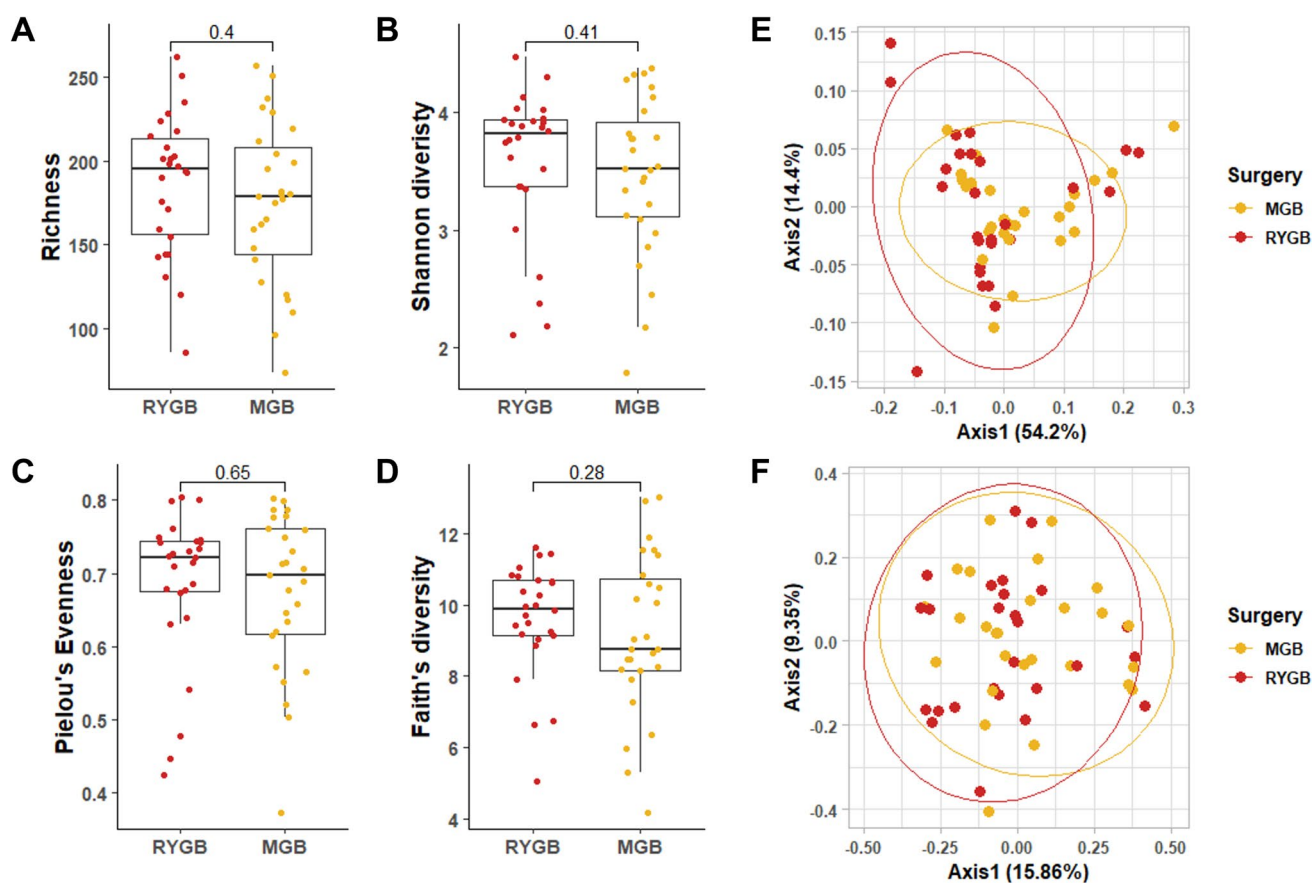 A
0.4
Richness
250
200
150
100
RYGB MGB
B
0.41
Shannon diveristy
4
3
2
RYGB MGB
E
0.15
0.10
0.05
0.00
-0.05
-0.10
-0.15
Axis2 (14.4%)
-0.2 -0.1 0.0 0.1 0.2 0.3
Axis1 (54.2%)
Surgery
MGB
RYGB
C
0.65
Pielou's Evenness
0.8
0.7
0.6
0.5
0.4
RYGB MGB
D
0.28
Faith's diversity
12
10
8
6
4
RYGB MGB
F
0.4
0.2
0.0
-0.2
-0.4
Axis2 (9.35%)
-0.50 -0.25 0.00 0.25 0.50
Axis1 (15.86%)
Surgery
MGB
RYGB